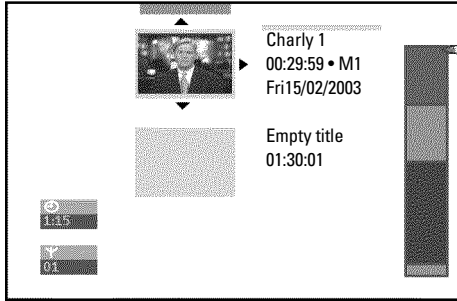 Charly 1
00:29:59 • M1
Fri15/02/2003
Empty title
01:30:01
1:15
01